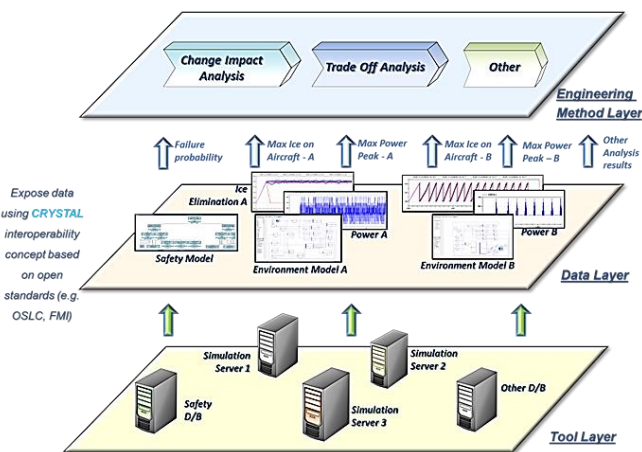 Change Impact
Analysis
Trade Off Analysis
Other
Engineering
Method Layer
Failure
probability
Max Ice on
Aircraft - A
Max Power
Peak - A
Max Ice on
Aircraft - B
Max Power
Peak – B
Other
Analysis
results
Expose data
using CRYSTAL
interoperability
concept based
on open
standards (e.g.
OSLC, FMI)
Ice
Elimination A
Safety Model
Power A
Environment Model A
Power B
Environment Model B
Data Layer
Simulation
Server 1
Simulation
Server 2
Safety
D/B
Simulation
Server 3
Other D/B
Tool Layer